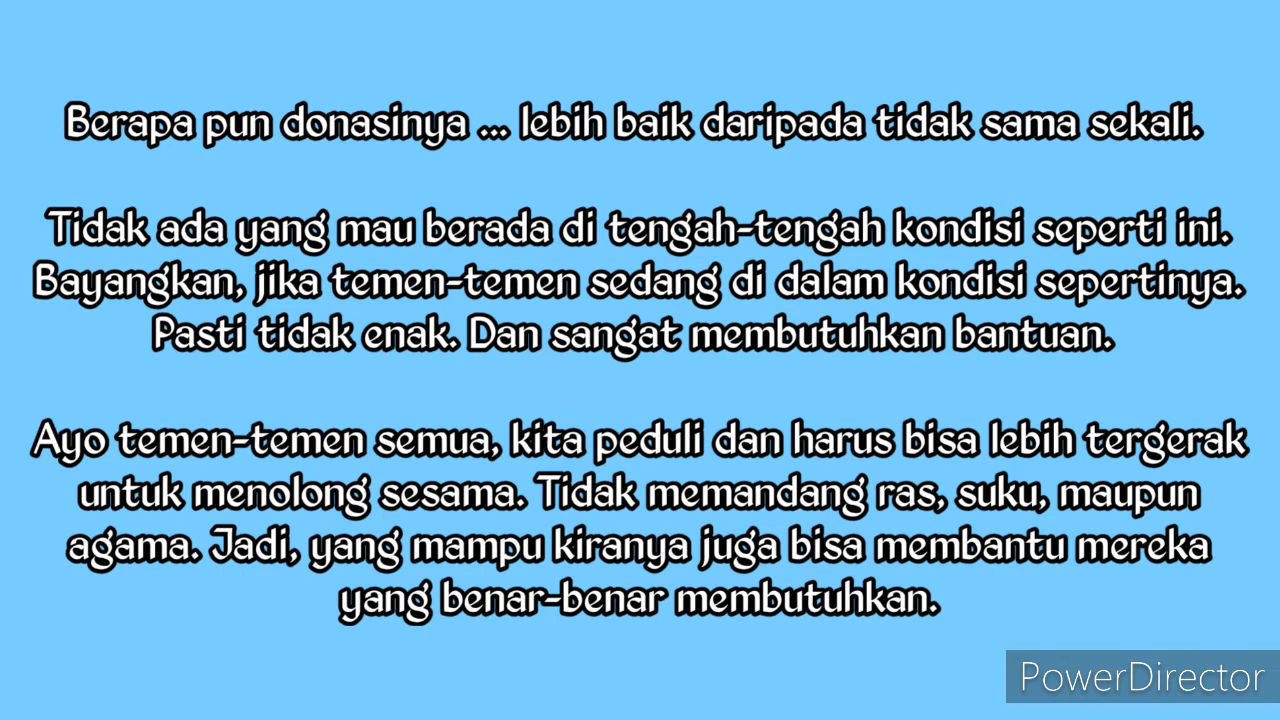 Berapa pun donasinya ... lebih baik daripada tidak sama sekali.
Tidak ada yang mau berada di tengah-tengah kondisi seperti ini.
Bayangkan, jika temen-temen sedang di dalam kondisi sepertinya.
Pasti tidak enak. Dan sangat membutuhkan bantuan.
Ayo temen-temen semua, kita peduli dan harus bisa lebih tergerak
untuk menolong sesama. Tidak memandang ras, suku, maupun
agama. Jadi, yang mampu kiranya juga bisa membantu mereka
yang benar-benar membutuhkan.
PowerDirector